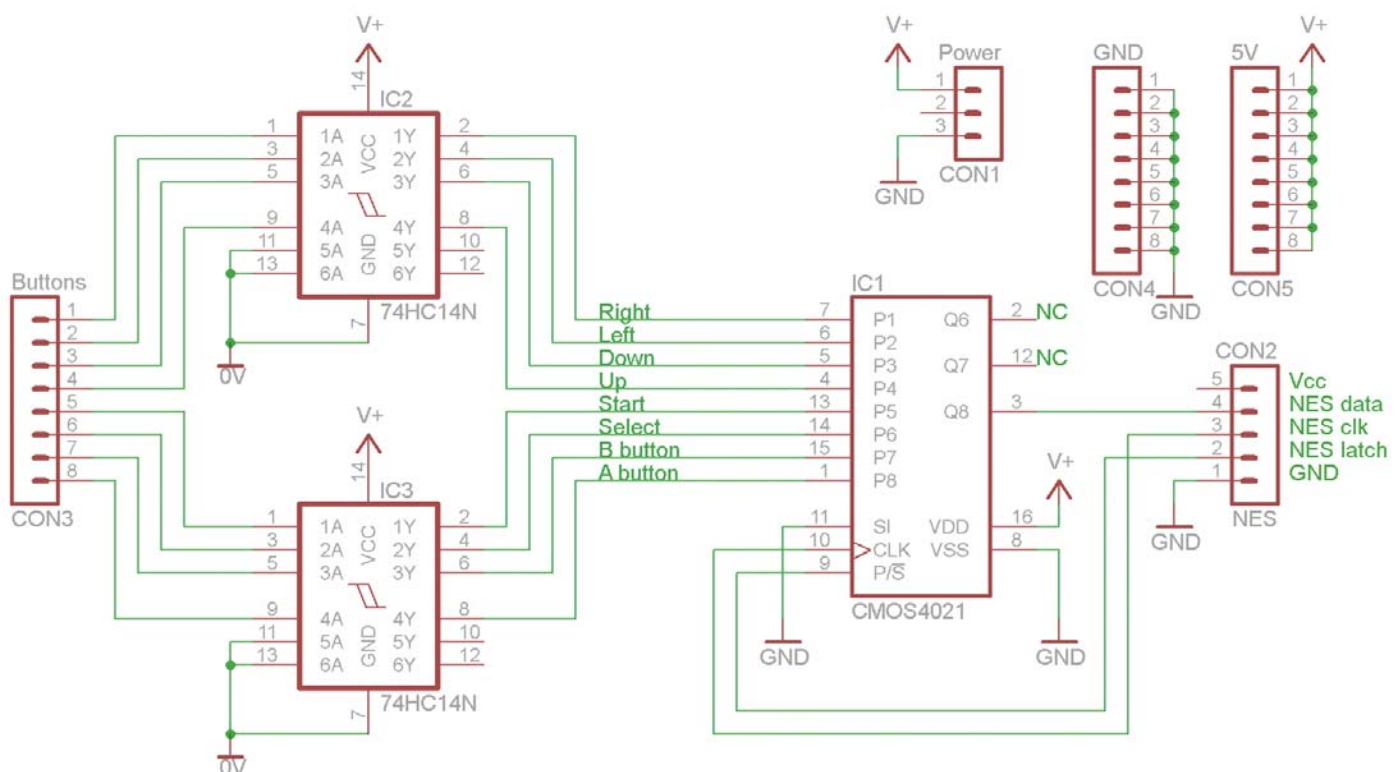 V+
14
IC2
1 1A VCC 1Y 2
3 2A 2Y 4
5 3A 3Y 6
9 4A GND 4Y 8
11 5A 5Y 10
13 6A 6Y 12
74HC14N
7
0V
V+
Power
1
2
3
CON1
GND
GND
1
2
3
4
5
6
7
8
CON4
GND
5V
V+
1
2
3
4
5
6
7
8
CON5
Buttons
1
2
3
4
5
6
7
8
CON3
Right
Left
Down
Up
Start
Select
B button
A button
V+
14
IC3
1 1A VCC 1Y 2
3 2A 2Y 4
5 3A 3Y 6
9 4A GND 4Y 8
11 5A 5Y 10
13 6A 6Y 12
74HC14N
7
0V
IC1
7 P1 Q6 2 NC
6 P2
5 P3 Q7 12 NC
4 P4
13 P5 Q8 3
14 P6
15 P7
1 P8
11 SI VDD 16
10 CLK VSS 8
9 P/S
CMOS4021
GND
V+
GND
CON2
5 Vcc
4 NES data
3 NES clk
2 NES latch
1 GND
NES
GND